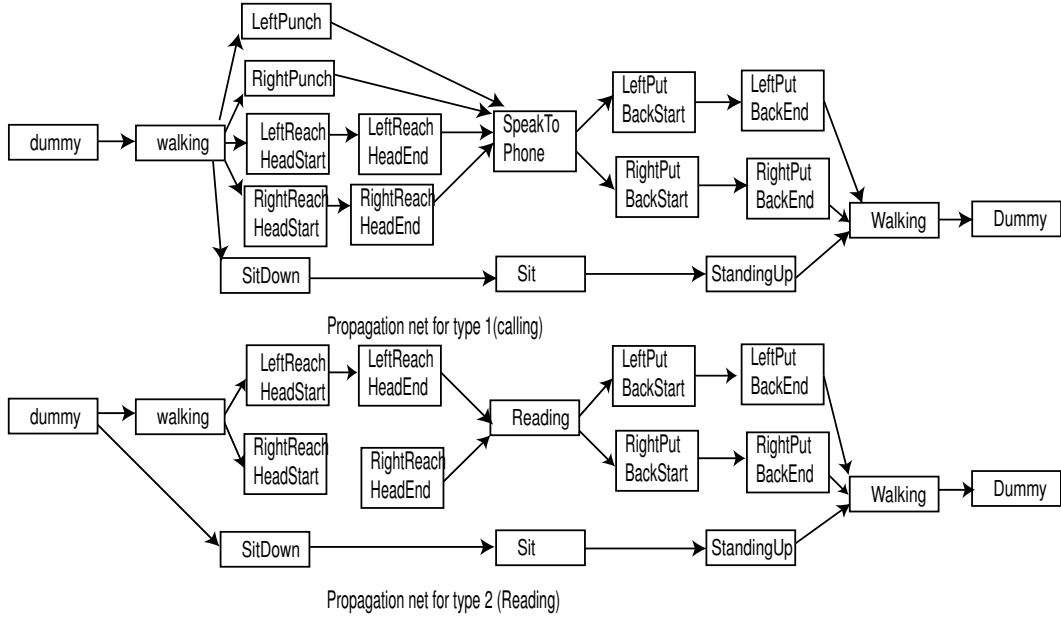 LeftPunch
RightPunch
dummy
walking
LeftReach
HeadStart
LeftReach
HeadEnd
RightReach
HeadStart
RightReach
HeadEnd
SitDown
SpeakTo
Phone
Sit
LeftPut
BackStart
LeftPut
BackEnd
RightPut
BackStart
RightPut
BackEnd
StandingUp
Walking
Dummy
Propagation net for type 1(calling)
dummy
walking
LeftReach
HeadStart
LeftReach
HeadEnd
RightReach
HeadStart
RightReach
HeadEnd
SitDown
Reading
Sit
LeftPut
BackStart
LeftPut
BackEnd
RightPut
BackStart
RightPut
BackEnd
StandingUp
Walking
Dummy
Propagation net for type 2 (Reading)